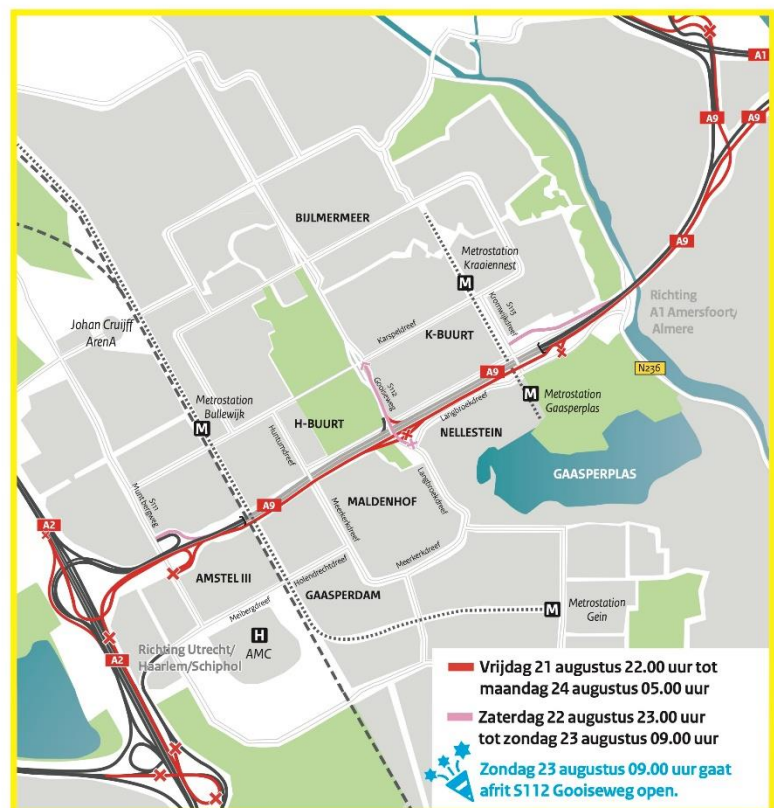 A1
A9
A9
BIJLMERMEER
Metrostation
Kraaiennest
M
A9
Richting
A1 Amersfoort/
Almere
S113
Kromwijkdreef
Johan Cruijff
ArenA
Karspeldreef
K-BUURT
N236
A9
Metrostation
Bullewijk
M
S112
Gooiseweg
M
Metrostation
Gaasperplas
H-BUURT
Huntumdreef
Langbroekdreef
NELLESTEIN
GAASPERPLAS
S111
Muntbergweg
A9
MALDENHOF
Langbroekdreef
A2
Meerkerkdreef
Meerkerkdreef
AMSTEL III
Holendrechtdreef
GAASPERDAM
Meibergdreef
M
Metrostation
Gein
H
AMC
Richting Utrecht/
Haarlem/Schiphol
A2
Vrijdag 21 augustus 22.00 uur tot
maandag 24 augustus 05.00 uur
Zaterdag 22 augustus 23.00 uur
tot zondag 23 augustus 09.00 uur
Zondag 23 augustus 09.00 uur gaat
afrit S112 Gooiseweg open.